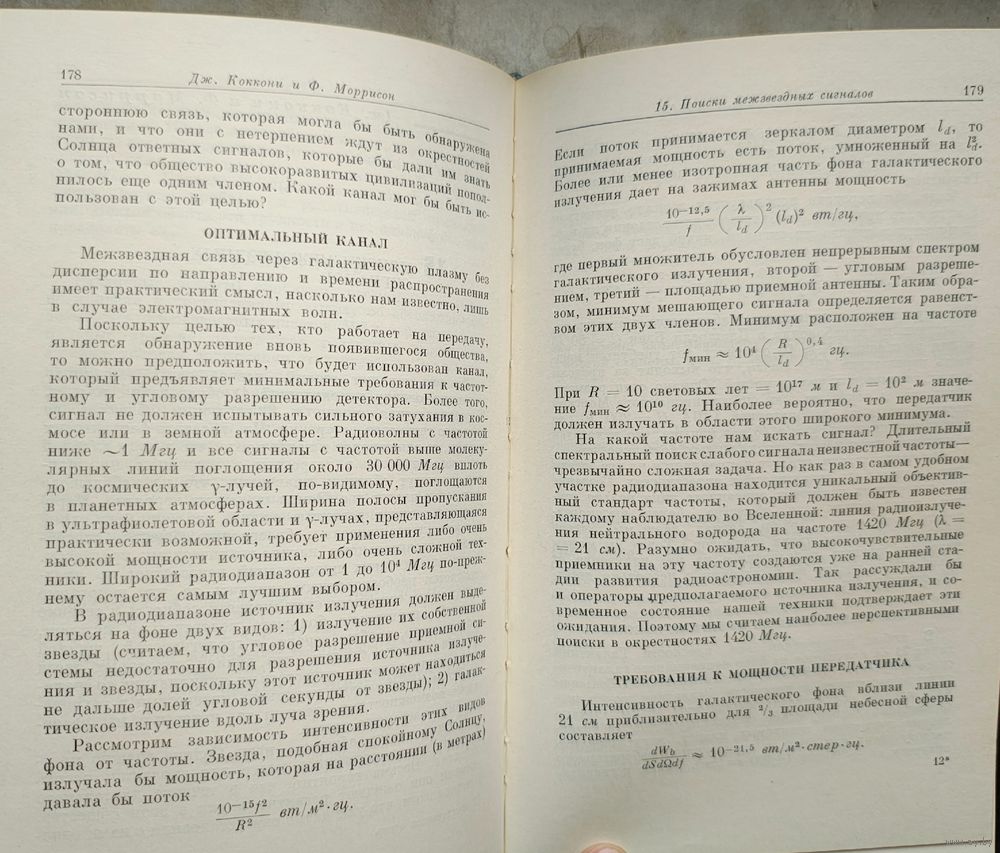 178
Дж. Коккони и Ф. Моррисон
стороннюю связь, которая могла бы быть обнаружена
нами, и что они с нетерпением ждут из окрестностей
Солнца ответных сигналов, которые бы дали им знать
о том, что общество высокоразвитых цивилизаций попол-
нилось еще одним членом. Какой канал мог бы быть ис-
пользован с этой целью?
ОПТИМАЛЬНЫЙ КАНАЛ
Межзвездная связь через галактическую плазму без
дисперсии по направлению и времени распространения
имеет практический смысл, насколько нам известно, лишь
в случае электромагнитных волн.
Поскольку целью тех, кто работает на передачу,
является обнаружение вновь появившегося общества,
то можно предположить, что будет использован канал,
который предъявляет минимальные требования к частот-
ному и угловому разрешению детектора. Более того,
сигнал не должен испытывать сильного затухания в кос-
мосе или в земной атмосфере. Радиоволны с частотой
ниже ~1 Мгц и все сигналы с частотой выше молеку-
лярных линий поглощения около 30 000 Мгц вплоть
до космических γ-лучей, по-видимому, поглощаются
в планетных атмосферах. Ширина полосы пропускания
в ультрафиолетовой области и γ-лучах, представляющаяся
практически возможной, требует применения либо очень
высокой мощности источника, либо очень сложной тех-
ники. Широкий радиодиапазон от 1 до 10⁴ Мгц по-преж-
нему остается самым лучшим выбором.
В радиодиапазоне источник излучения должен выде-
ляться на фоне двух видов: 1) излучение их собственной
звезды (считаем, что угловое разрешение приемной си-
стемы недостаточно для разрешения источника излуче-
ния и звезды, поскольку этот источник может находиться
не дальше долей угловой секунды от звезды); 2) галак-
тическое излучение вдоль луча зрения.
Рассмотрим зависимость интенсивности этих видов
фона от частоты. Звезда, подобная спокойному Солнцу,
излучала бы мощность, которая на расстоянии (в метрах)
давала бы поток
10⁻¹⁵f²/R² вт/м²·гц.
15. Поиски межзвездных сигналов
179
Если поток принимается зеркалом диаметром l_d, то
принимаемая мощность есть поток, умноженный на l_d².
Более или менее изотропная часть фона галактического
излучения дает на зажимах антенны мощность
10⁻¹²,⁵/f (λ/l_d)² (l_d)² вт/гц,
где первый множитель обусловлен непрерывным спектром
галактического излучения, второй — угловым разреше-
нием, третий — площадью приемной антенны. Таким обра-
зом, минимум мешающего сигнала определяется равенст-
вом этих двух членов. Минимум расположен на частоте
f_мин ≈ 10⁴ (R/l_d)⁰,⁴ гц.
При R = 10 световых лет = 10¹⁷ м и l_d = 10² м значе-
ние f_мин ≈ 10¹⁰ гц. Наиболее вероятно, что передатчик
должен излучать в области этого широкого минимума.
На какой частоте нам искать сигнал? Длительный
спектральный поиск слабого сигнала неизвестной частоты—
чрезвычайно сложная задача. Но как раз в самом удобном
участке радиодиапазона находится уникальный объектив-
ный стандарт частоты, который должен быть известен
каждому наблюдателю во Вселенной: линия радиоизлуче-
ния нейтрального водорода на частоте 1420 Мгц (λ =
= 21 см). Разумно ожидать, что высокочувствительные
приемники на эту частоту создаются уже на ранней ста-
дии развития радиоастрономии. Так рассуждали бы
и операторы предполагаемого источника излучения, и со-
временное состояние нашей техники подтверждает эти
ожидания. Поэтому мы считаем наиболее перспективными
поиски в окрестностях 1420 Мгц.
ТРЕБОВАНИЯ К МОЩНОСТИ ПЕРЕДАТЧИКА
Интенсивность галактического фона вблизи линии
21 см приблизительно для ²/₃ площади небесной сферы
составляет
dW_b/dSdΩdf ≈ 10⁻²¹,⁵ вт/м²·стер·гц.
12*